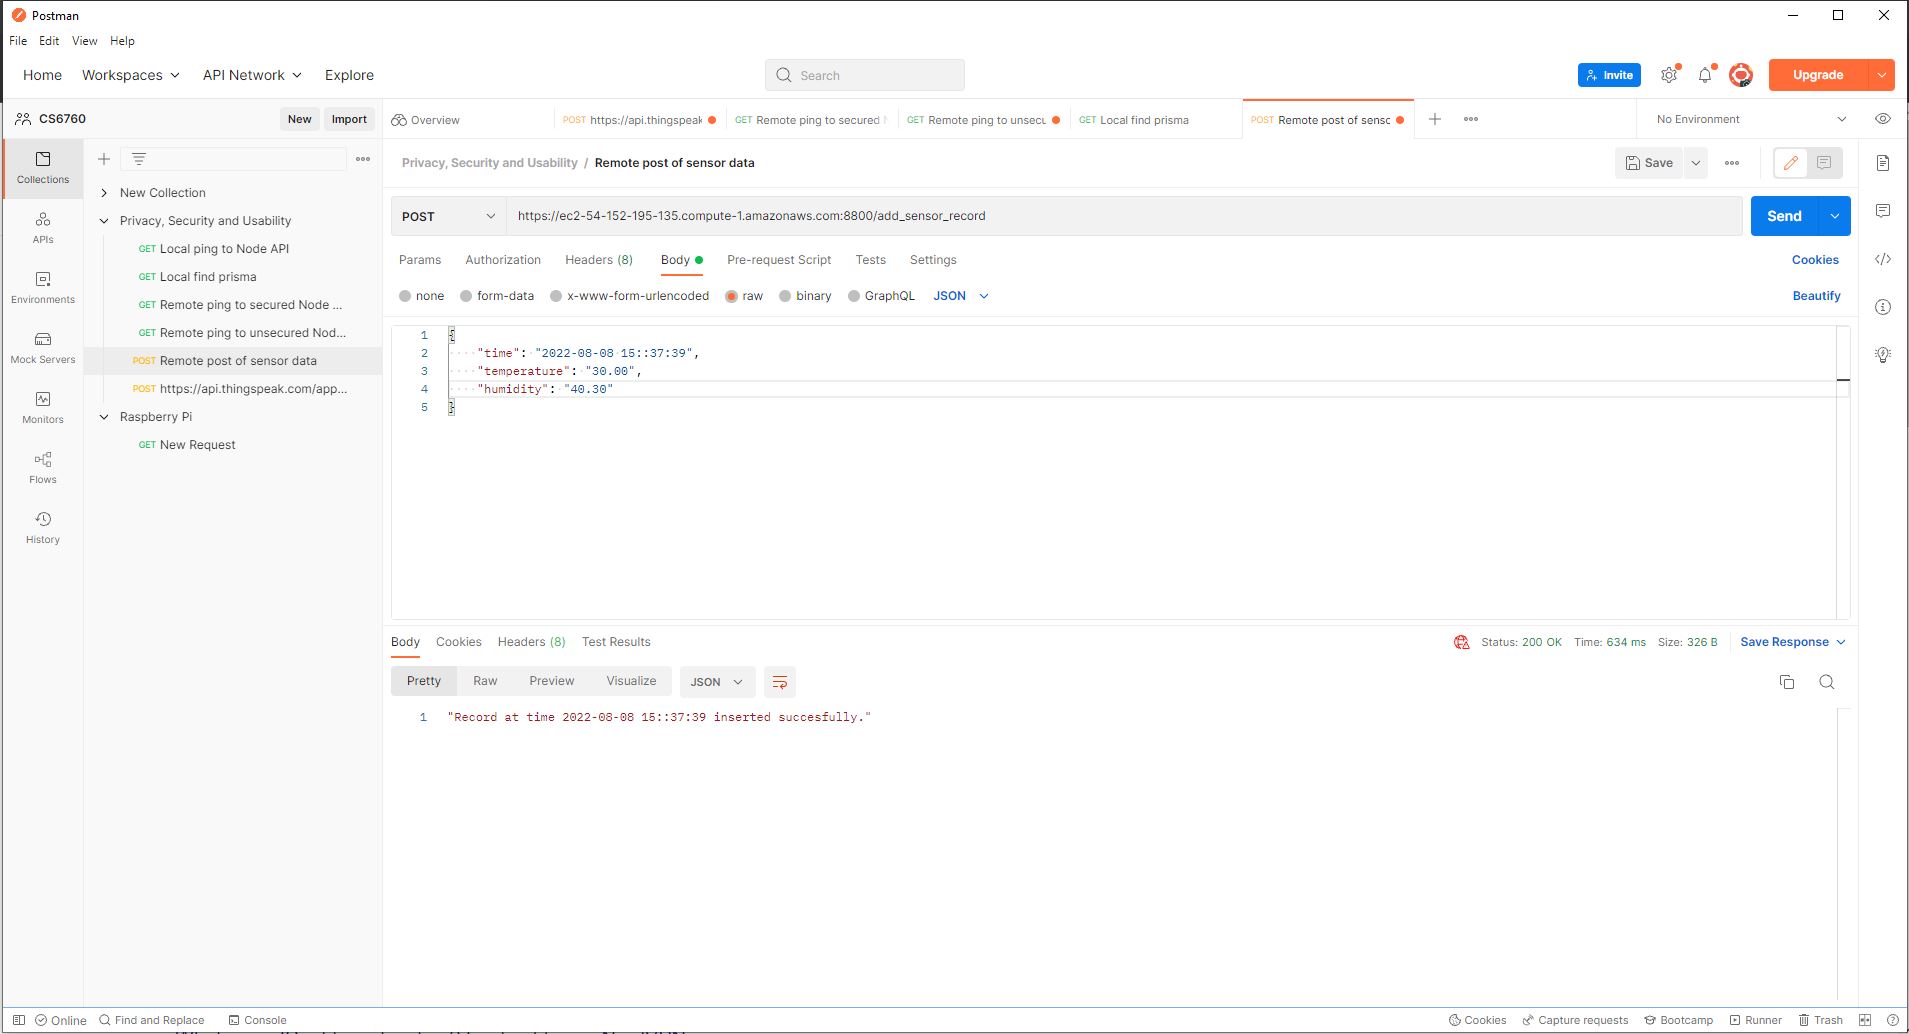 Postman
File Edit View Help
Home Workspaces API Network Explore
Search
Invite
Upgrade
CS6760
New Import
Overview
POST https://api.thingspeak
GET Remote ping to secured
GET Remote ping to unsecu
GET Local find prisma
POST Remote post of senso
No Environment
Collections
APIs
Environments
Mock Servers
Monitors
Flows
History
New Collection
Privacy, Security and Usability
GET Local ping to Node API
GET Local find prisma
GET Remote ping to secured Node ...
GET Remote ping to unsecured Nod...
POST Remote post of sensor data
POST https://api.thingspeak.com/app...
Raspberry Pi
GET New Request
Privacy, Security and Usability / Remote post of sensor data
Save
POST https://ec2-54-152-195-135.compute-1.amazonaws.com:8800/add_sensor_record
Send
Params Authorization Headers (8) Body Pre-request Script Tests Settings
Cookies
none form-data x-www-form-urlencoded raw binary GraphQL JSON
Beautify
1 {
2 "time": "2022-08-08 15::37:39",
3 "temperature": "30.00",
4 "humidity": "40.30"
5 }
Body Cookies Headers (8) Test Results
Status: 200 OK Time: 634 ms Size: 326 B Save Response
Pretty Raw Preview Visualize JSON
1 "Record at time 2022-08-08 15::37:39 inserted succesfully."
Online Find and Replace Console
Cookies Capture requests Bootcamp Runner Trash